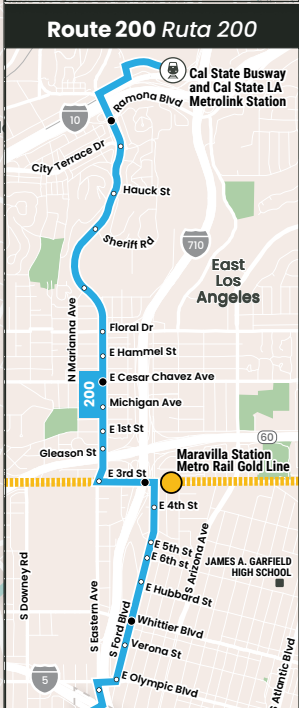 Route 200 Ruta 200
Cal State Busway
and Cal State LA
Metrolink Station
Ramona Blvd
10
City Terrace Dr
Hauck St
Sheriff Rd
710
East
Los
Angeles
N Marianna Ave
Floral Dr
E Hammel St
E Cesar Chavez Ave
200
Michigan Ave
E 1st St
60
Gleason St
Maravilla Station
Metro Rail Gold Line
E 3rd St
E 4th St
E 5th St
E 6th St
S Arizona Ave
JAMES A. GARFIELD
HIGH SCHOOL
S Downey Rd
S Eastern Ave
E Hubbard St
S Ford Blvd
Whittier Blvd
Verona St
S Atlantic Blvd
5
E Olympic Blvd